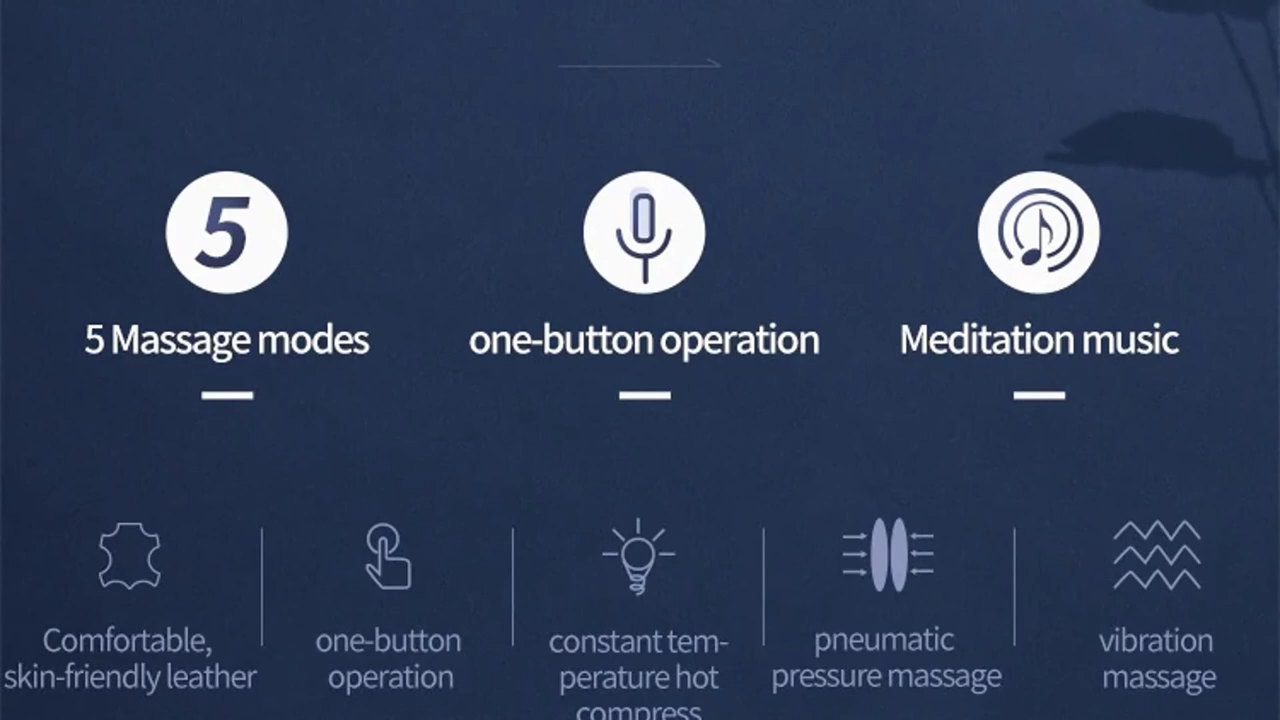 5
5 Massage modes
one-button operation
Meditation music
Comfortable,
skin-friendly leather
one-button
operation
constant tem-
perature hot
compress
pneumatic
pressure massage
vibration
massage